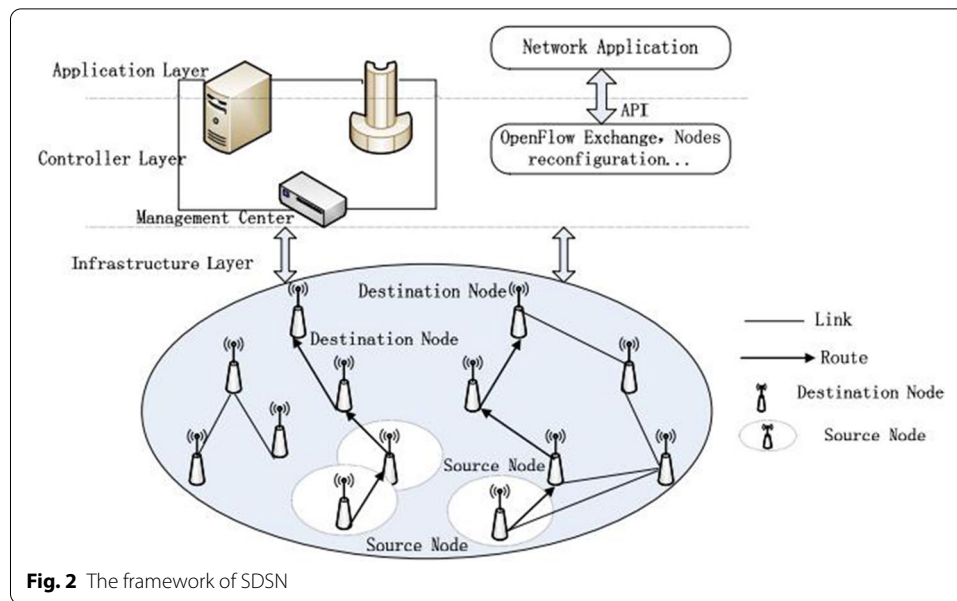 Network Application
Application Layer
API
OpenFlow Exchange, Nodes
reconfiguration...
Controller Layer
Management Center
Infrastructure Layer
Destination Node
Destination Node
Link
Route
Destination Node
Source Node
Source Node
Source Node
Fig. 2 The framework of SDSN